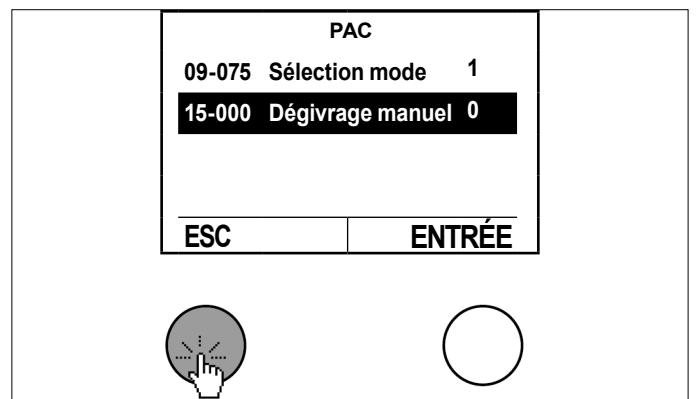 PAC
09-075 Sélection mode 1
15-000 Dégivrage manuel 0
ESC ENTRÉE